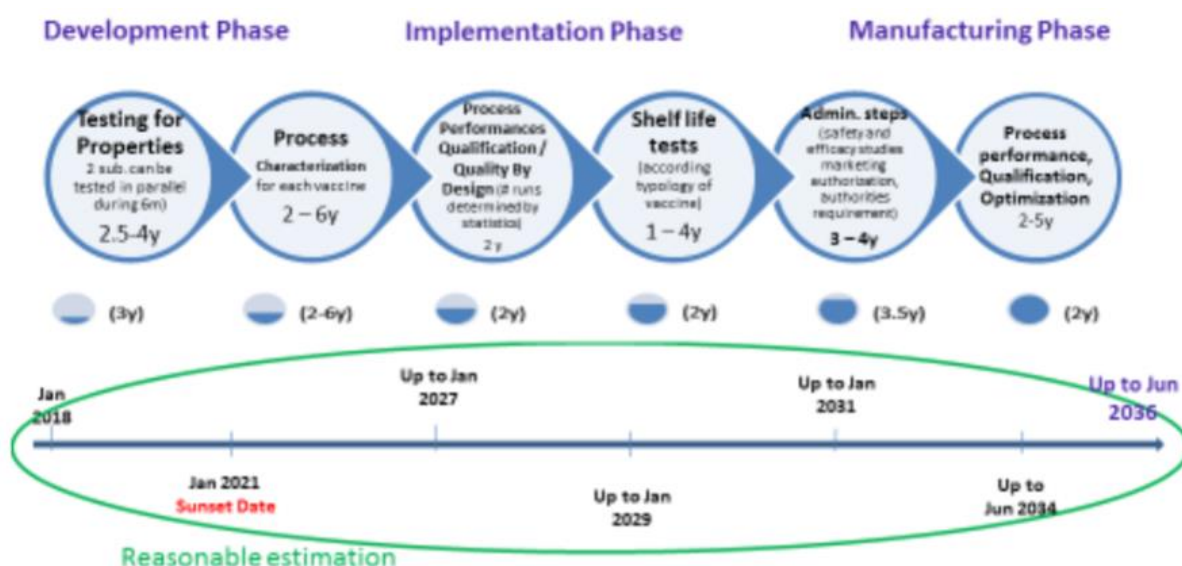 Development Phase
Implementation Phase
Manufacturing Phase
Testing for
Properties
2 sub. can be
tested in parallel
during 6m)
2.5-4y
Process
Characterization
for each vaccine
2 – 6y
Process
Performances
Qualification /
Quality By
Design (# runs
determined by
statistics)
2 y
Shelf life
tests
(according
typology of
vaccine)
1 – 4y
Admin. steps
(safety and
efficacy studies
marketing
authorization,
authorities
requirement)
3 – 4y
Process
performance,
Qualification,
Optimization
2-5y
(3y)
(2-6y)
(2y)
(2y)
(3.5y)
(2y)
Jan
2018
Up to Jan
2027
Up to Jan
2031
Up to Jun
2036
Jan 2021
Sunset Date
Up to Jan
2029
Up to
Jun 2034
Reasonable estimation